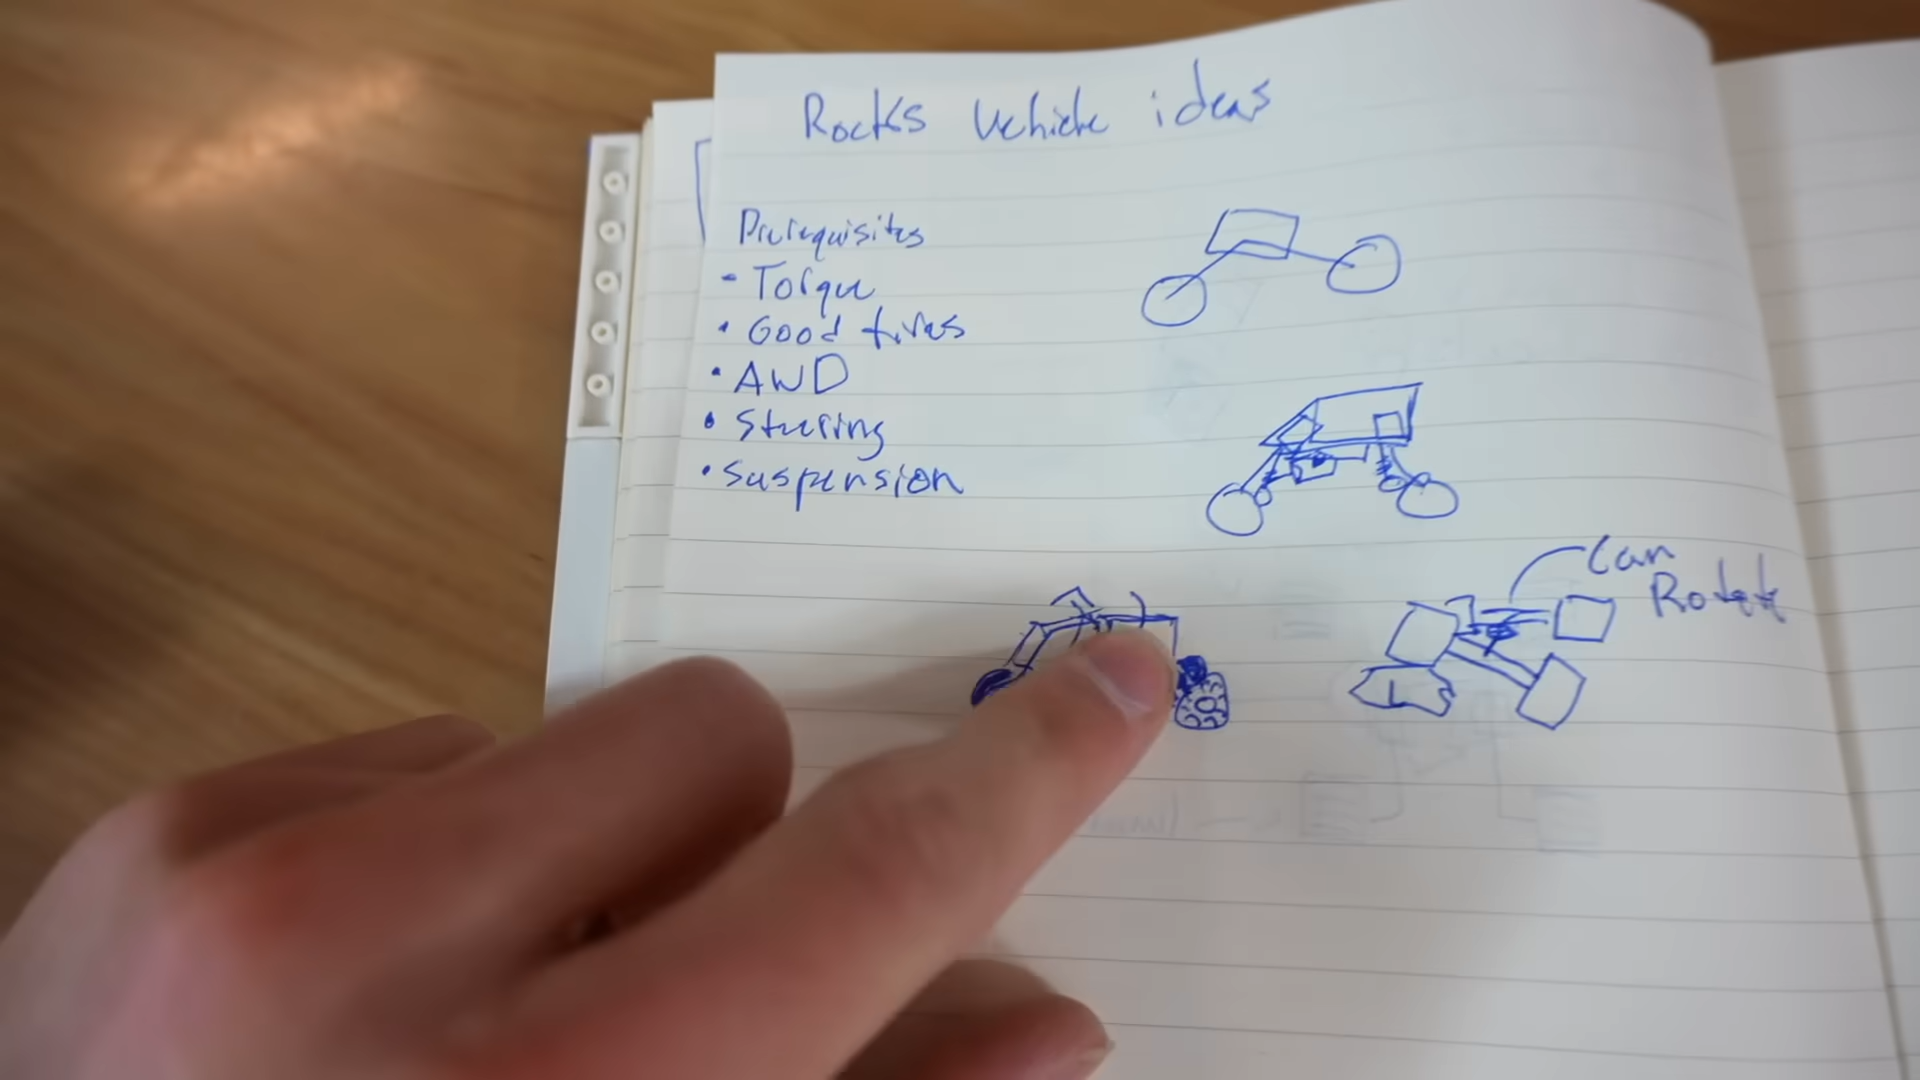 Rocks Vehicle ideas
Prerequisites
• Torque
• Good tires
• AWD
• Steering
• Suspension
Can
Rotate